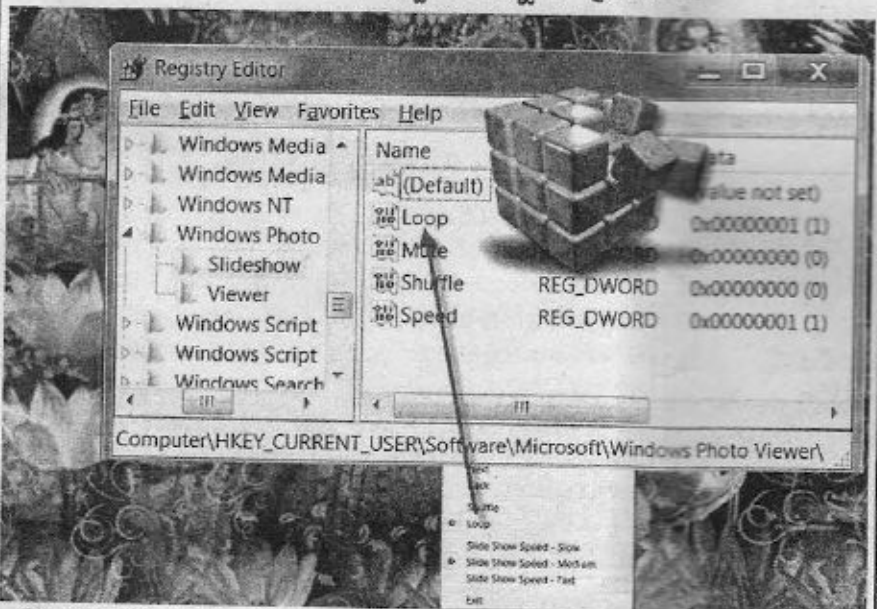 Registry Editor
File Edit View Favorites Help
Windows Media
Windows Media
Windows NT
Windows Photo
Slideshow
Viewer
Windows Script
Windows Script
Windows Search
Name
(Default)
value not set)
Loop
0x00000001 (1)
Mute
0x00000000 (0)
Shuffle REG_DWORD 0x00000000 (0)
Speed REG_DWORD 0x00000001 (1)
Computer\HKEY_CURRENT_USER\Software\Microsoft\Windows Photo Viewer\
Shuffle
Loop
Slide Show Speed - Slow
Slide Show Speed - Medium
Slide Show Speed - Fast
Exit